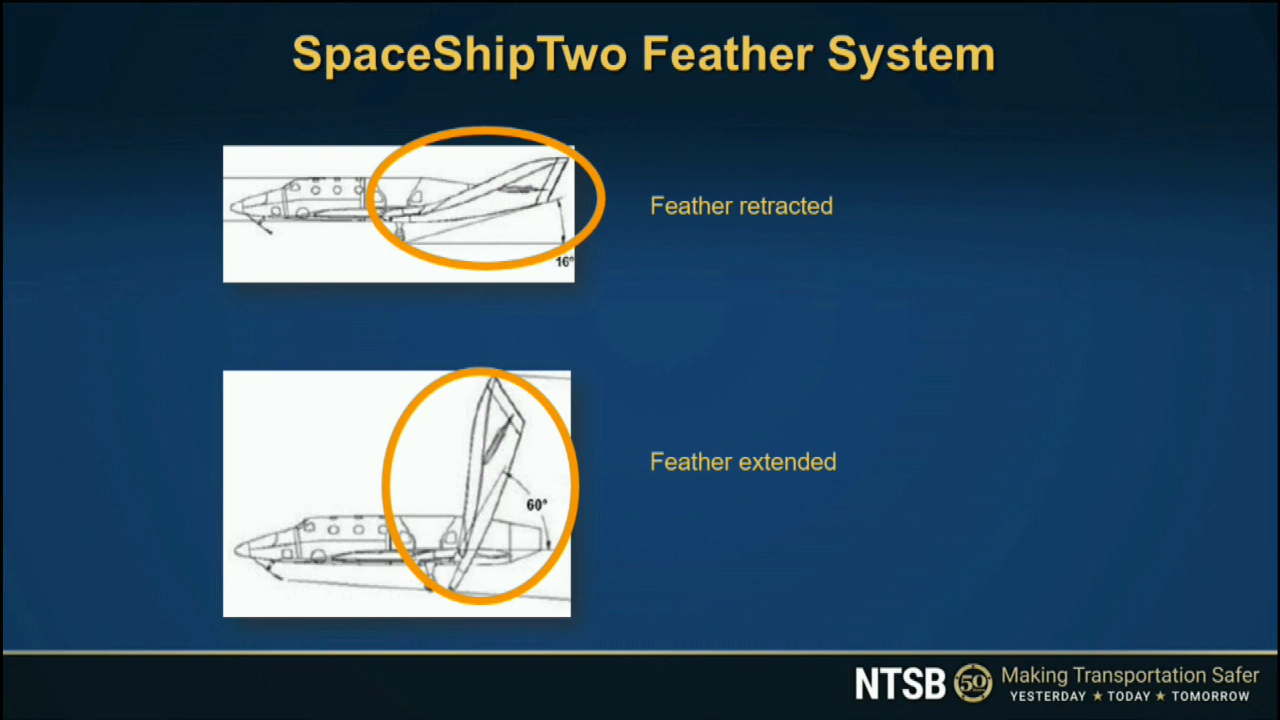 SpaceShipTwo Feather System
Feather retracted
16°
Feather extended
60°
NTSB 50 Making Transportation Safer
YESTERDAY ★ TODAY ★ TOMORROW